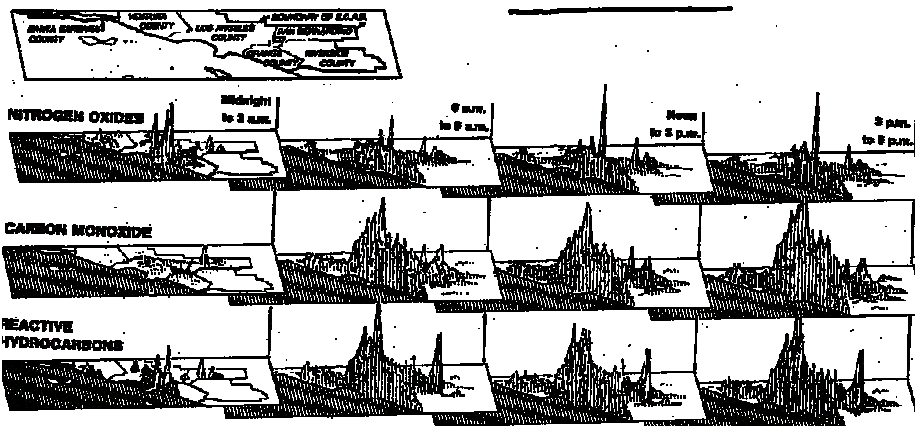 VENTURA
COUNTY
SANTA BARBARA
COUNTY
LOS ANGELES
COUNTY
BOUNDARY OF S.C.A.B.
SAN BERNARDINO
ORANGE
COUNTY
RIVERSIDE
COUNTY
NITROGEN OXIDES
Midnight
to 3 a.m.
6 a.m.
to 9 a.m.
Noon
to 3 p.m.
3 p.m.
to 6 p.m.
CARBON MONOXIDE
REACTIVE
HYDROCARBONS